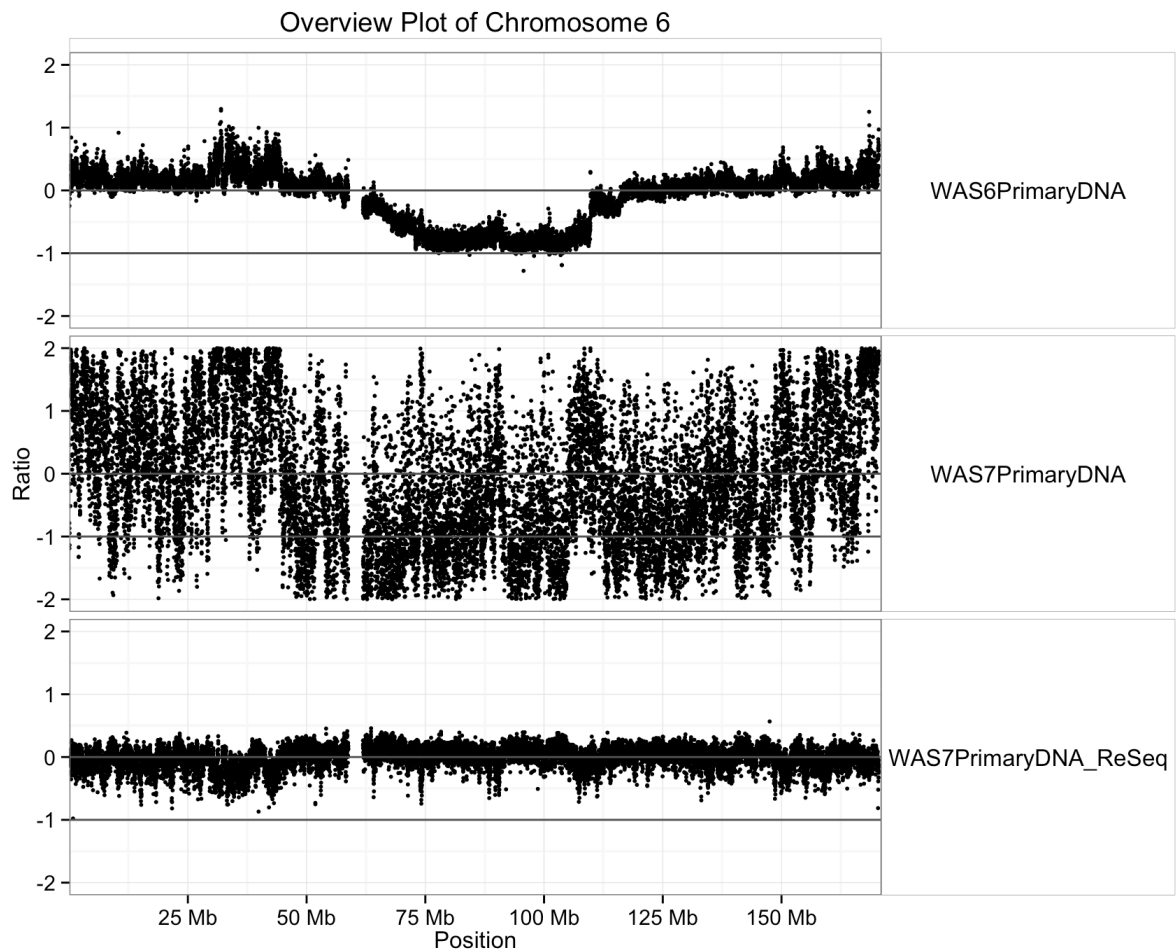 Overview Plot of Chromosome 6
2
1
0
-1
-2
WAS6PrimaryDNA
2
1
0
-1
-2
WAS7PrimaryDNA
Ratio
2
1
0
-1
-2
WAS7PrimaryDNA_ReSeq
25 Mb 50 Mb 75 Mb 100 Mb 125 Mb 150 Mb
Position